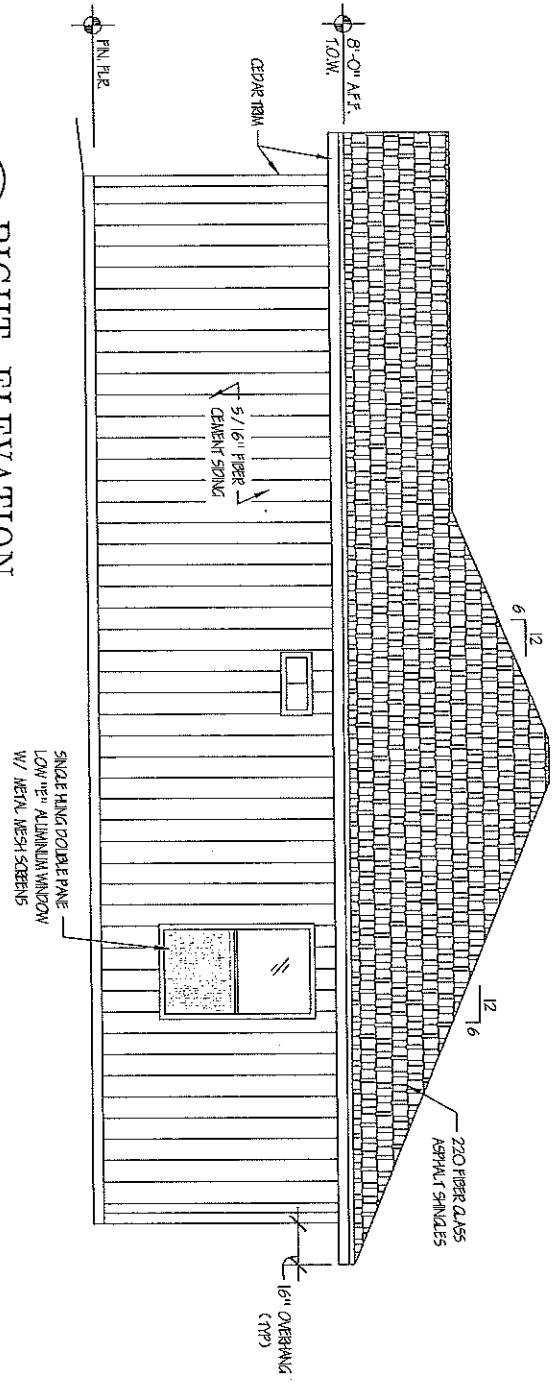 12
6
12
6
220 FIBER GLASS
ASPHALT SHINGLES
8'-0" A.F.F.
T.O.W.
16" OVERHANG
(TYP)
CEDAR TRIM
5/16" FIBER
CEMENT SIDING
FIN. FLR.
SINGLE HUNG DOUBLE PANE
LOW "E" ALUMINUM WINDOW
W/ METAL MESH SCREENS
RIGHT ELEVATION